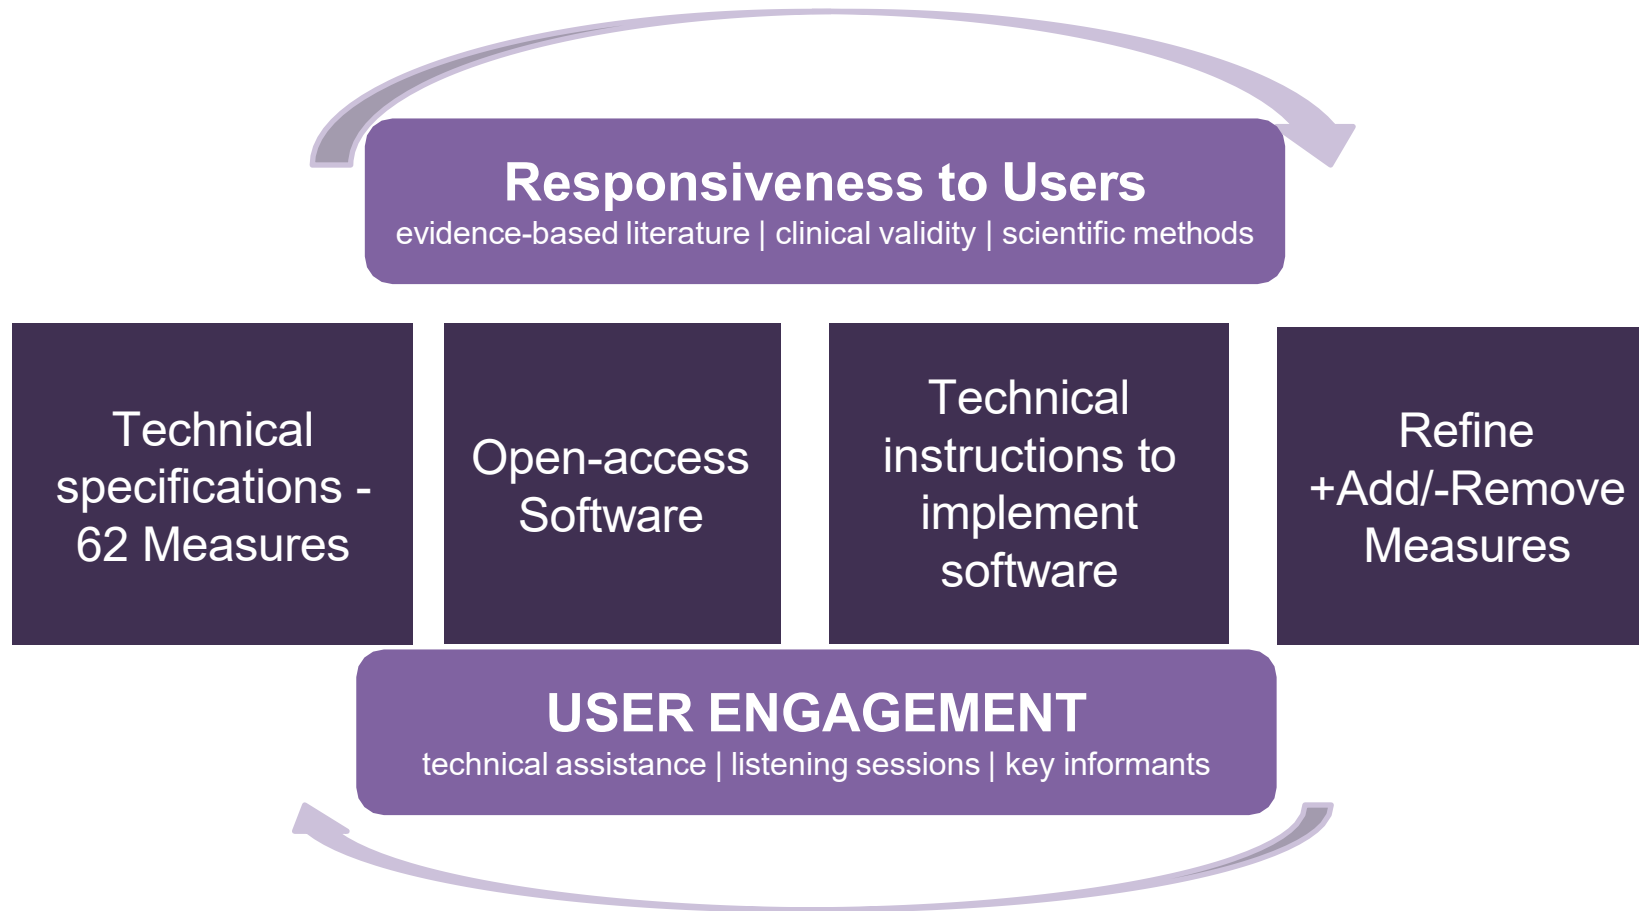 Responsiveness to Users
evidence-based literature | clinical validity | scientific methods
Technical
specifications -
62 Measures
Open-access
Software
Technical
instructions to
implement
software
Refine
+Add/-Remove
Measures
USER ENGAGEMENT
technical assistance | listening sessions | key informants